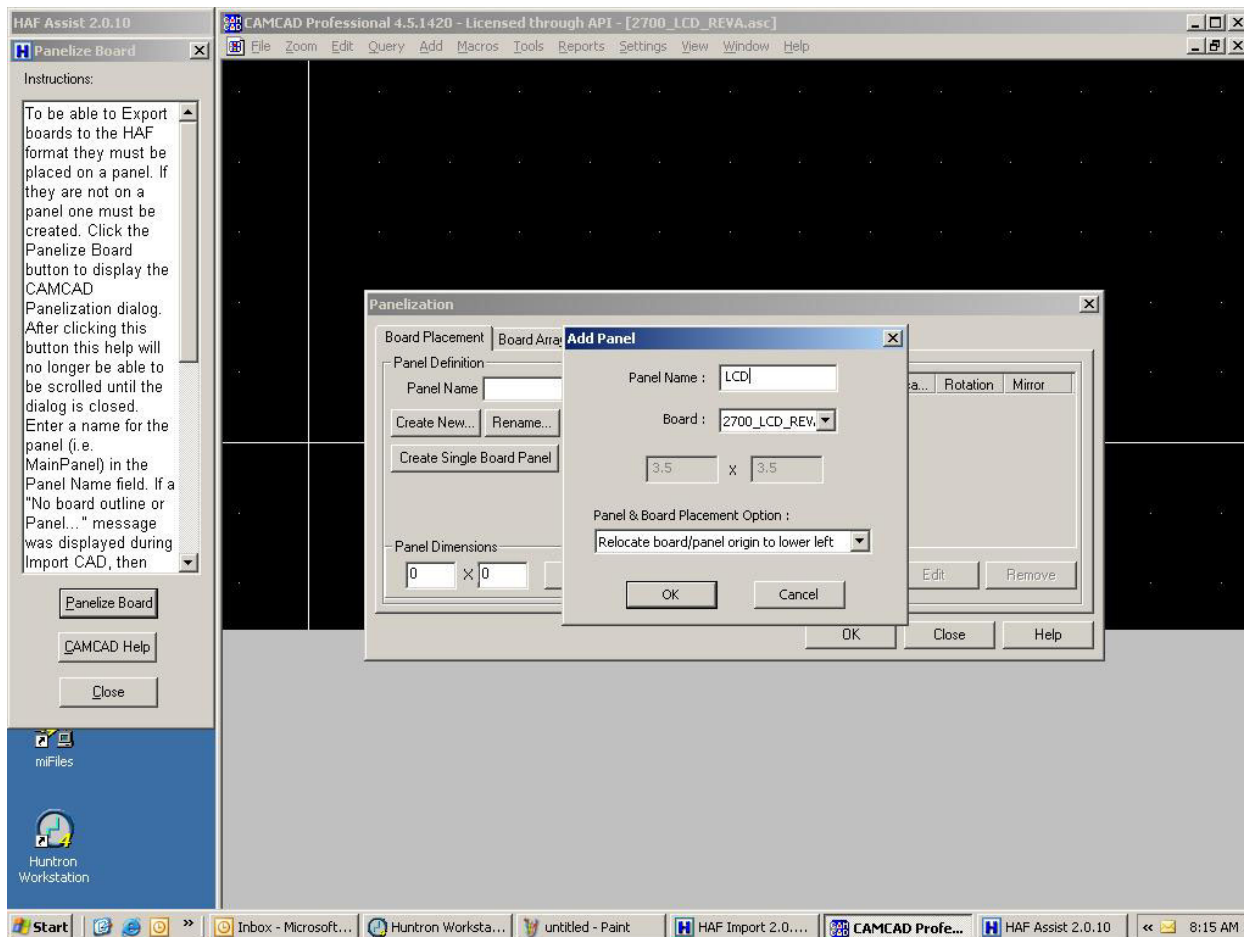 HAF Assist 2.0.10
CAMCAD Professional 4.5.1420 - Licensed through API - [2700_LCD_REVA.asc]
Panelize Board
File Zoom Edit Query Add Macros Tools Reports Settings View Window Help
Instructions:
To be able to Export
boards to the HAF
format they must be
placed on a panel. If
they are not on a
panel one must be
created. Click the
Panelize Board
button to display the
CAMCAD
Panelization dialog.
After clicking this
button this help will
no longer be able to
be scrolled until the
dialog is closed.
Enter a name for the
panel (i.e.
MainPanel) in the
Panel Name field. If a
"No board outline or
Panel..." message
was displayed during
Import CAD, then
Panelize Board
CAMCAD Help
Close
Panelization
Board Placement
Board Array
Panel Definition
Panel Name
Create New...
Rename...
Create Single Board Panel
Panel Dimensions
0 X 0
Rotation
Mirror
Edit
Remove
OK
Close
Help
Add Panel
Panel Name : LCD
Board : 2700_LCD_REV.
3.5 x 3.5
Panel & Board Placement Option :
Relocate board/panel origin to lower left
OK
Cancel
miFiles
Huntron
Workstation
Start
Inbox - Microsoft...
Huntron Worksta...
untitled - Paint
HAF Import 2.0....
CAMCAD Profe...
HAF Assist 2.0.10
8:15 AM